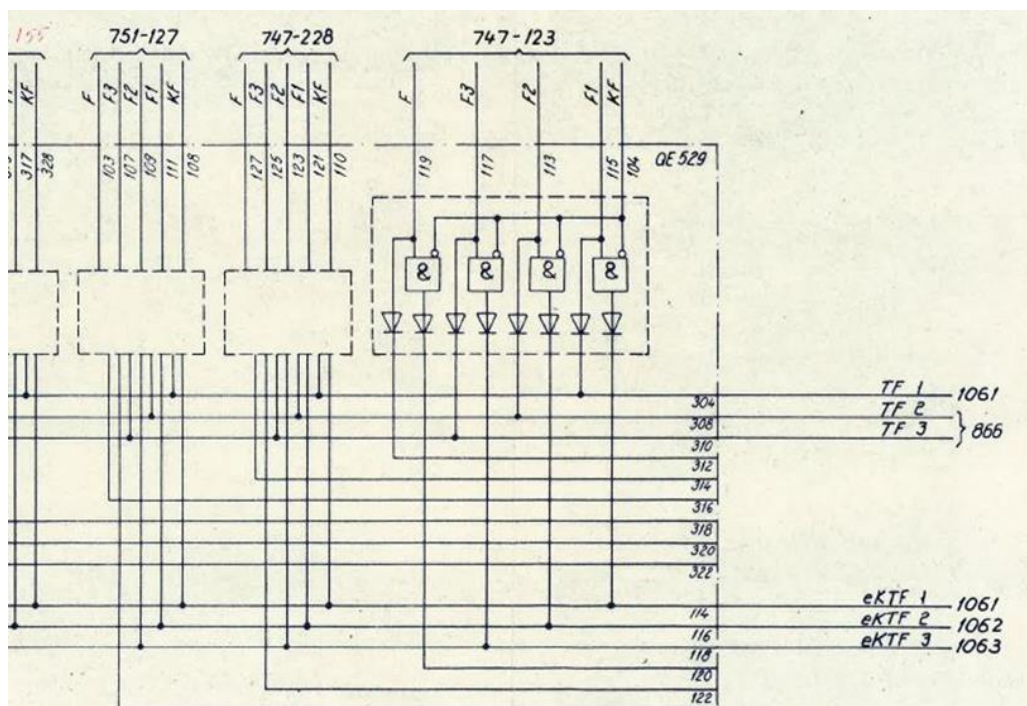 155 751-127 747-228 747-123
KF F F3 F2 F1 KF F F3 F2 F1 KF F F3 F2 F1 KF
317 328 103 107 109 111 108 127 125 123 121 110 119 117 113 115 104 QE 529
& & & &
304 TF 1 1061
308 TF 2
310 TF 3 866
312
314
316
318
320
322
114 eKTF 1 1061
116 eKTF 2 1062
118 eKTF 3 1063
120
122